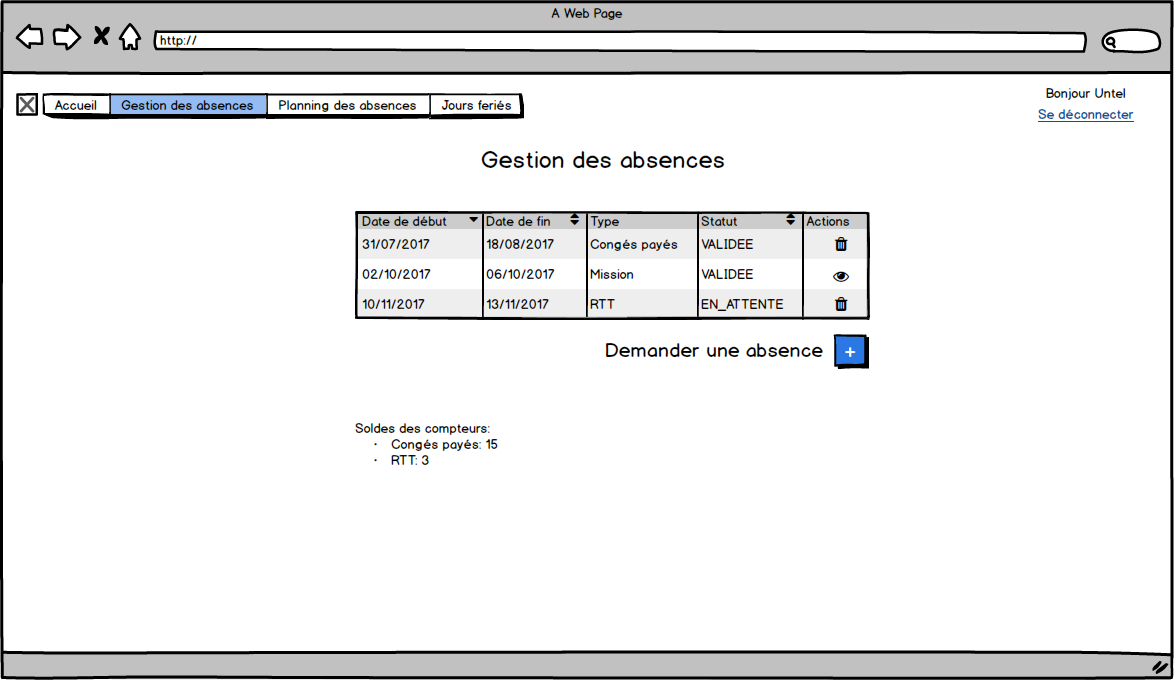 A Web Page
http://
Bonjour Untel
Accueil Gestion des absences Planning des absences Jours feriés
Se déconnecter
Gestion des absences
Date de début Date de fin Type Statut Actions
31/07/2017 18/08/2017 Congés payés VALIDEE
02/10/2017 06/10/2017 Mission VALIDEE
10/11/2017 13/11/2017 RTT EN_ATTENTE
Demander une absence +
Soldes des compteurs:
· Congés payés: 15
· RTT: 3